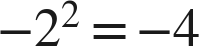 −2² = −4